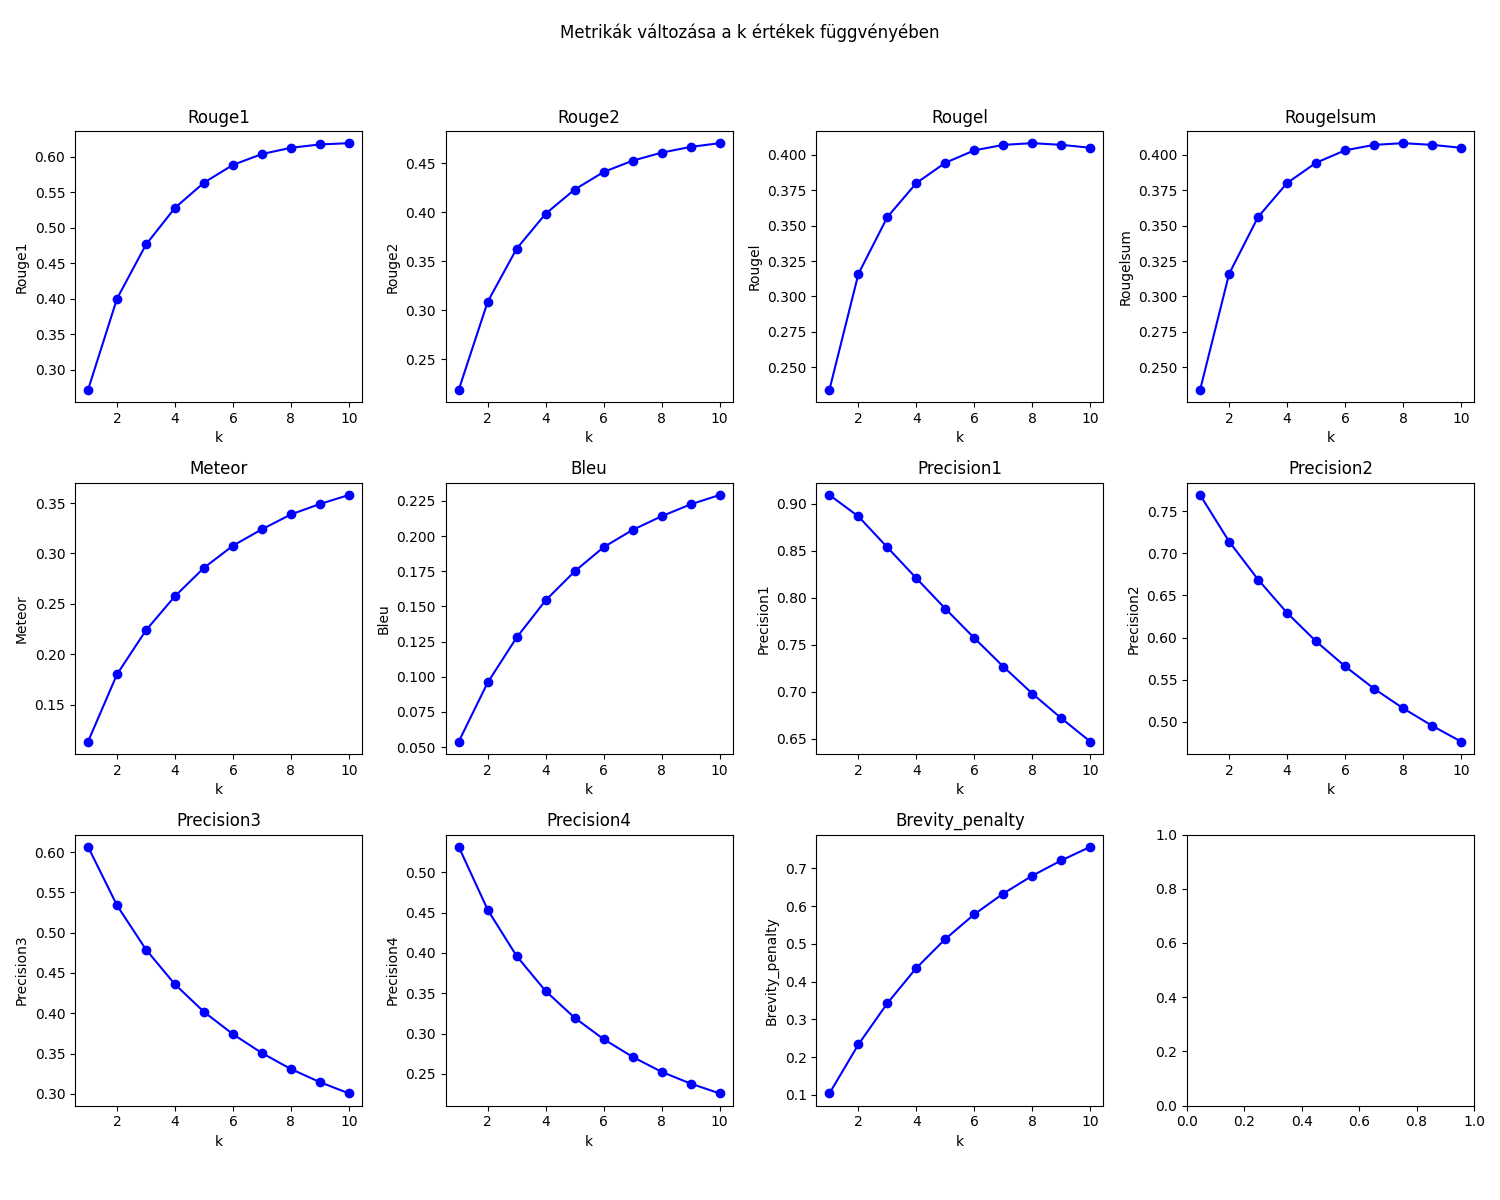 Metrikák változása a k értékek függvényében
Rouge1
Rouge1
0.60
0.55
0.50
0.45
0.40
0.35
0.30
2 4 6 8 10
k
Rouge2
Rouge2
0.45
0.40
0.35
0.30
0.25
2 4 6 8 10
k
Rougel
Rougel
0.400
0.375
0.350
0.325
0.300
0.275
0.250
2 4 6 8 10
k
Rougelsum
Rougelsum
0.400
0.375
0.350
0.325
0.300
0.275
0.250
2 4 6 8 10
k
Meteor
Meteor
0.35
0.30
0.25
0.20
0.15
2 4 6 8 10
k
Bleu
Bleu
0.225
0.200
0.175
0.150
0.125
0.100
0.075
0.050
2 4 6 8 10
k
Precision1
Precision1
0.90
0.85
0.80
0.75
0.70
0.65
2 4 6 8 10
k
Precision2
Precision2
0.75
0.70
0.65
0.60
0.55
0.50
2 4 6 8 10
k
Precision3
Precision3
0.60
0.55
0.50
0.45
0.40
0.35
0.30
2 4 6 8 10
k
Precision4
Precision4
0.50
0.45
0.40
0.35
0.30
0.25
2 4 6 8 10
k
Brevity_penalty
Brevity_penalty
0.7
0.6
0.5
0.4
0.3
0.2
0.1
2 4 6 8 10
k
1.0
0.8
0.6
0.4
0.2
0.0
0.0 0.2 0.4 0.6 0.8 1.0